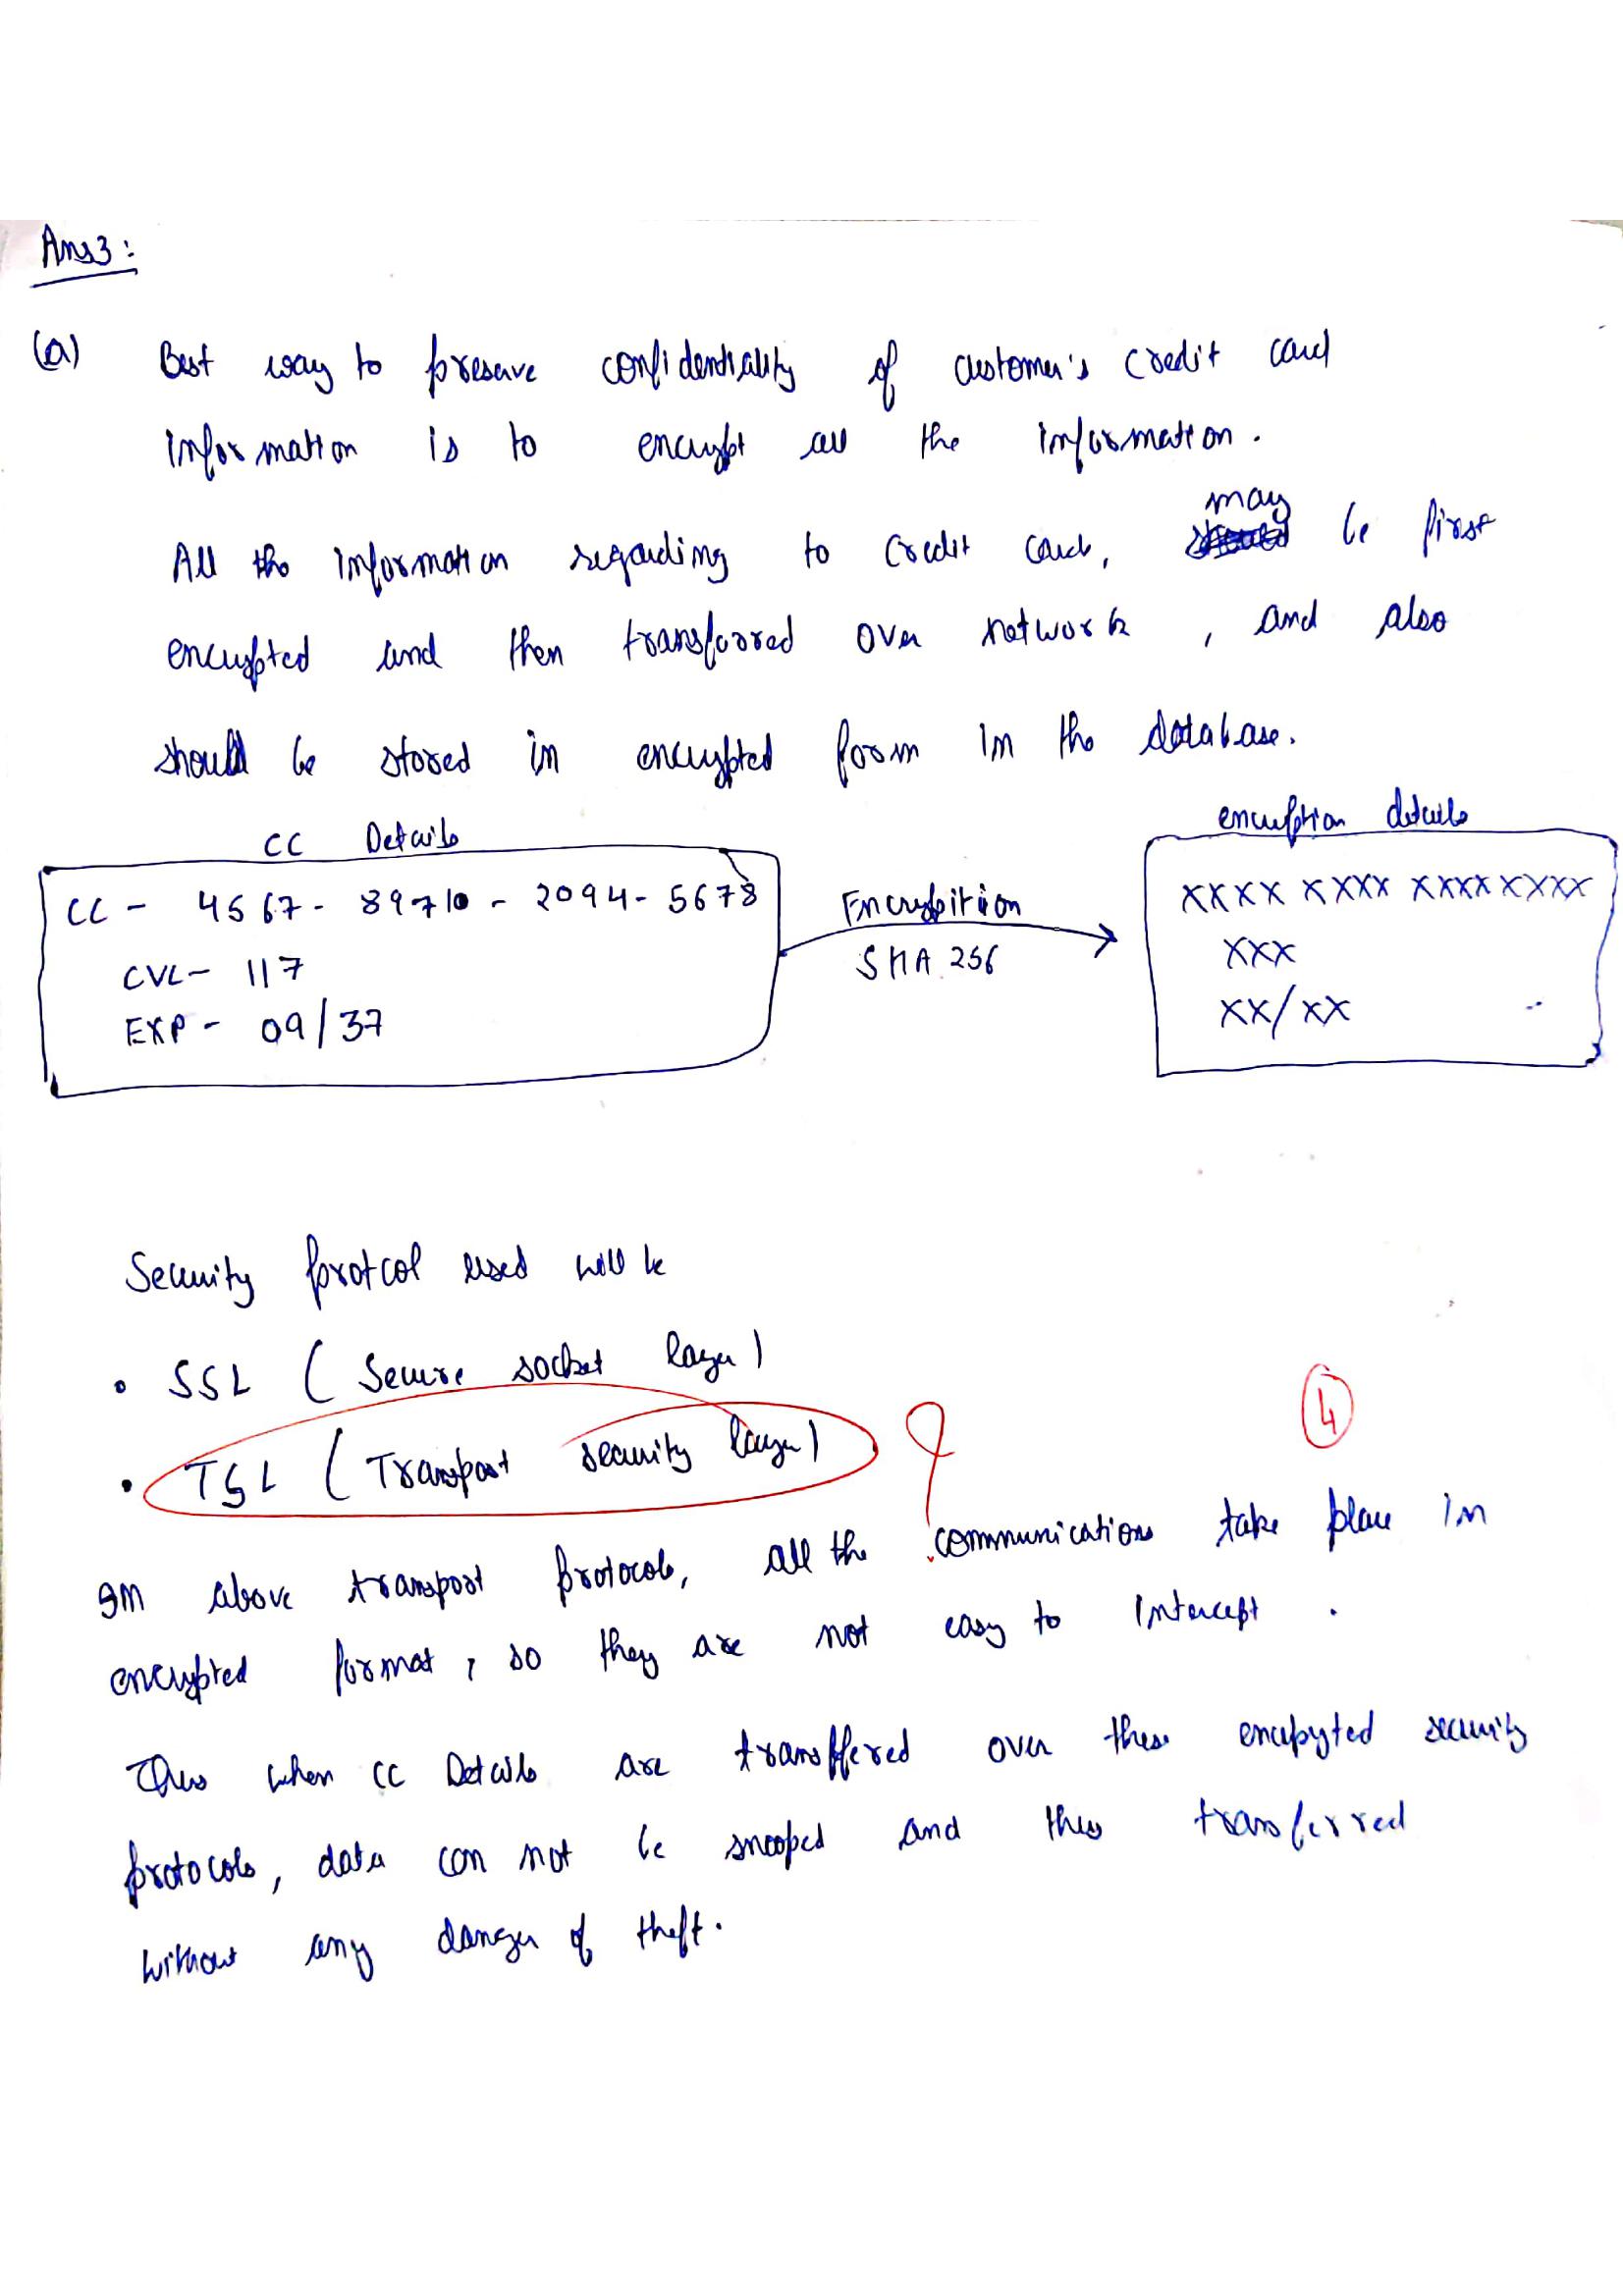 Ans3:
(a) Best way to preserve confidentiality of customer's credit card
information is to encrypt all the information.
All the information regarding to credit card, may be first
encrypted and then transferred over network, and also
should be stored in encrypted form in the database.
CC Details
encryption details
CC - 4567 - 89710 - 2094 - 5678
CVL - 117
EXP - 09/37
Encrybition
SHA 256
XXXX XXXX XXXX XXXX
XXX
XX/XX
Security protcol used will be
• SSL (Secure socket layer)
• TSL (Transport security layer)
4
In above transport protocols, all the communications take place in
encrypted format, so they are not easy to intercept.
Thus when CC Details are transffered over these encupyted security
protocols, data can not be snooped and thus transferred
without any danger of theft.